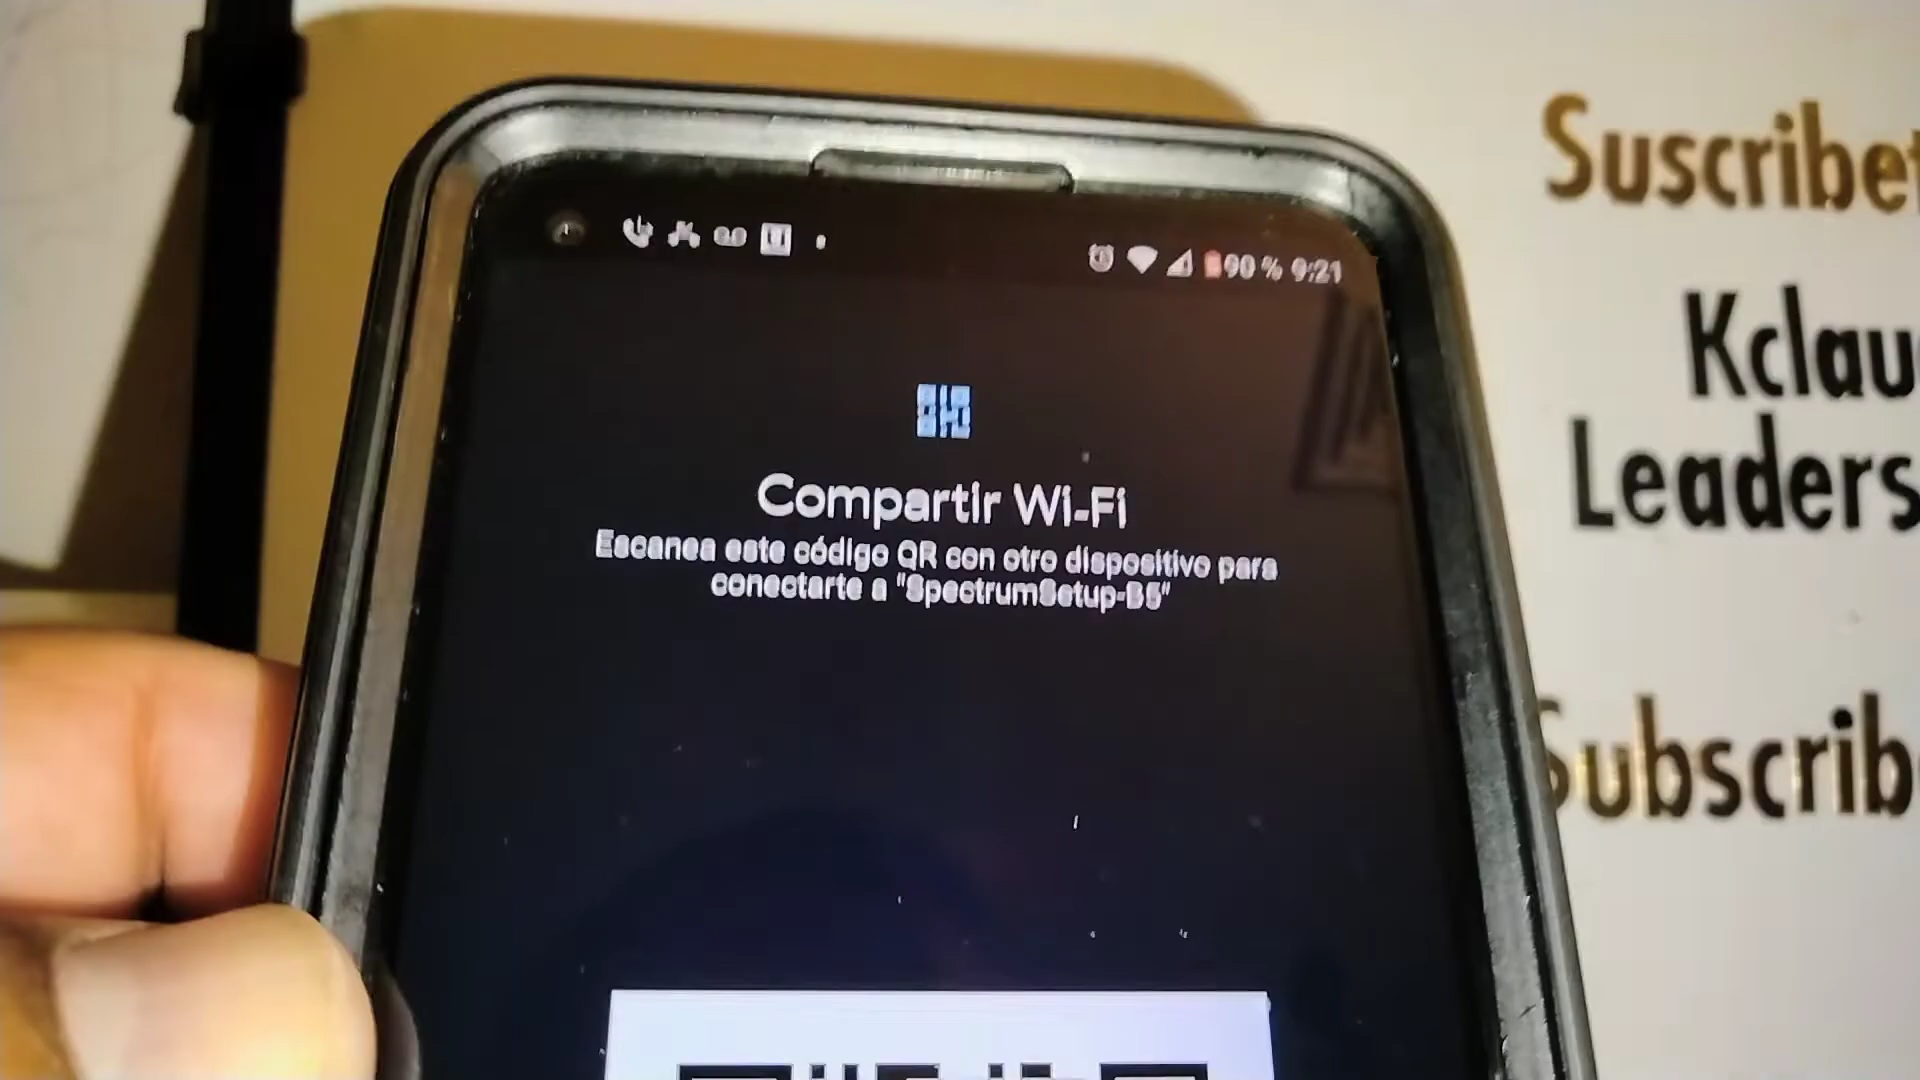 90 % 9:21
Compartir Wi-Fi
Escanea este código QR con otro dispositivo para
conectarte a "SpectrumSetup-B5"
Suscribet
Kclau
Leaders
Subscrib